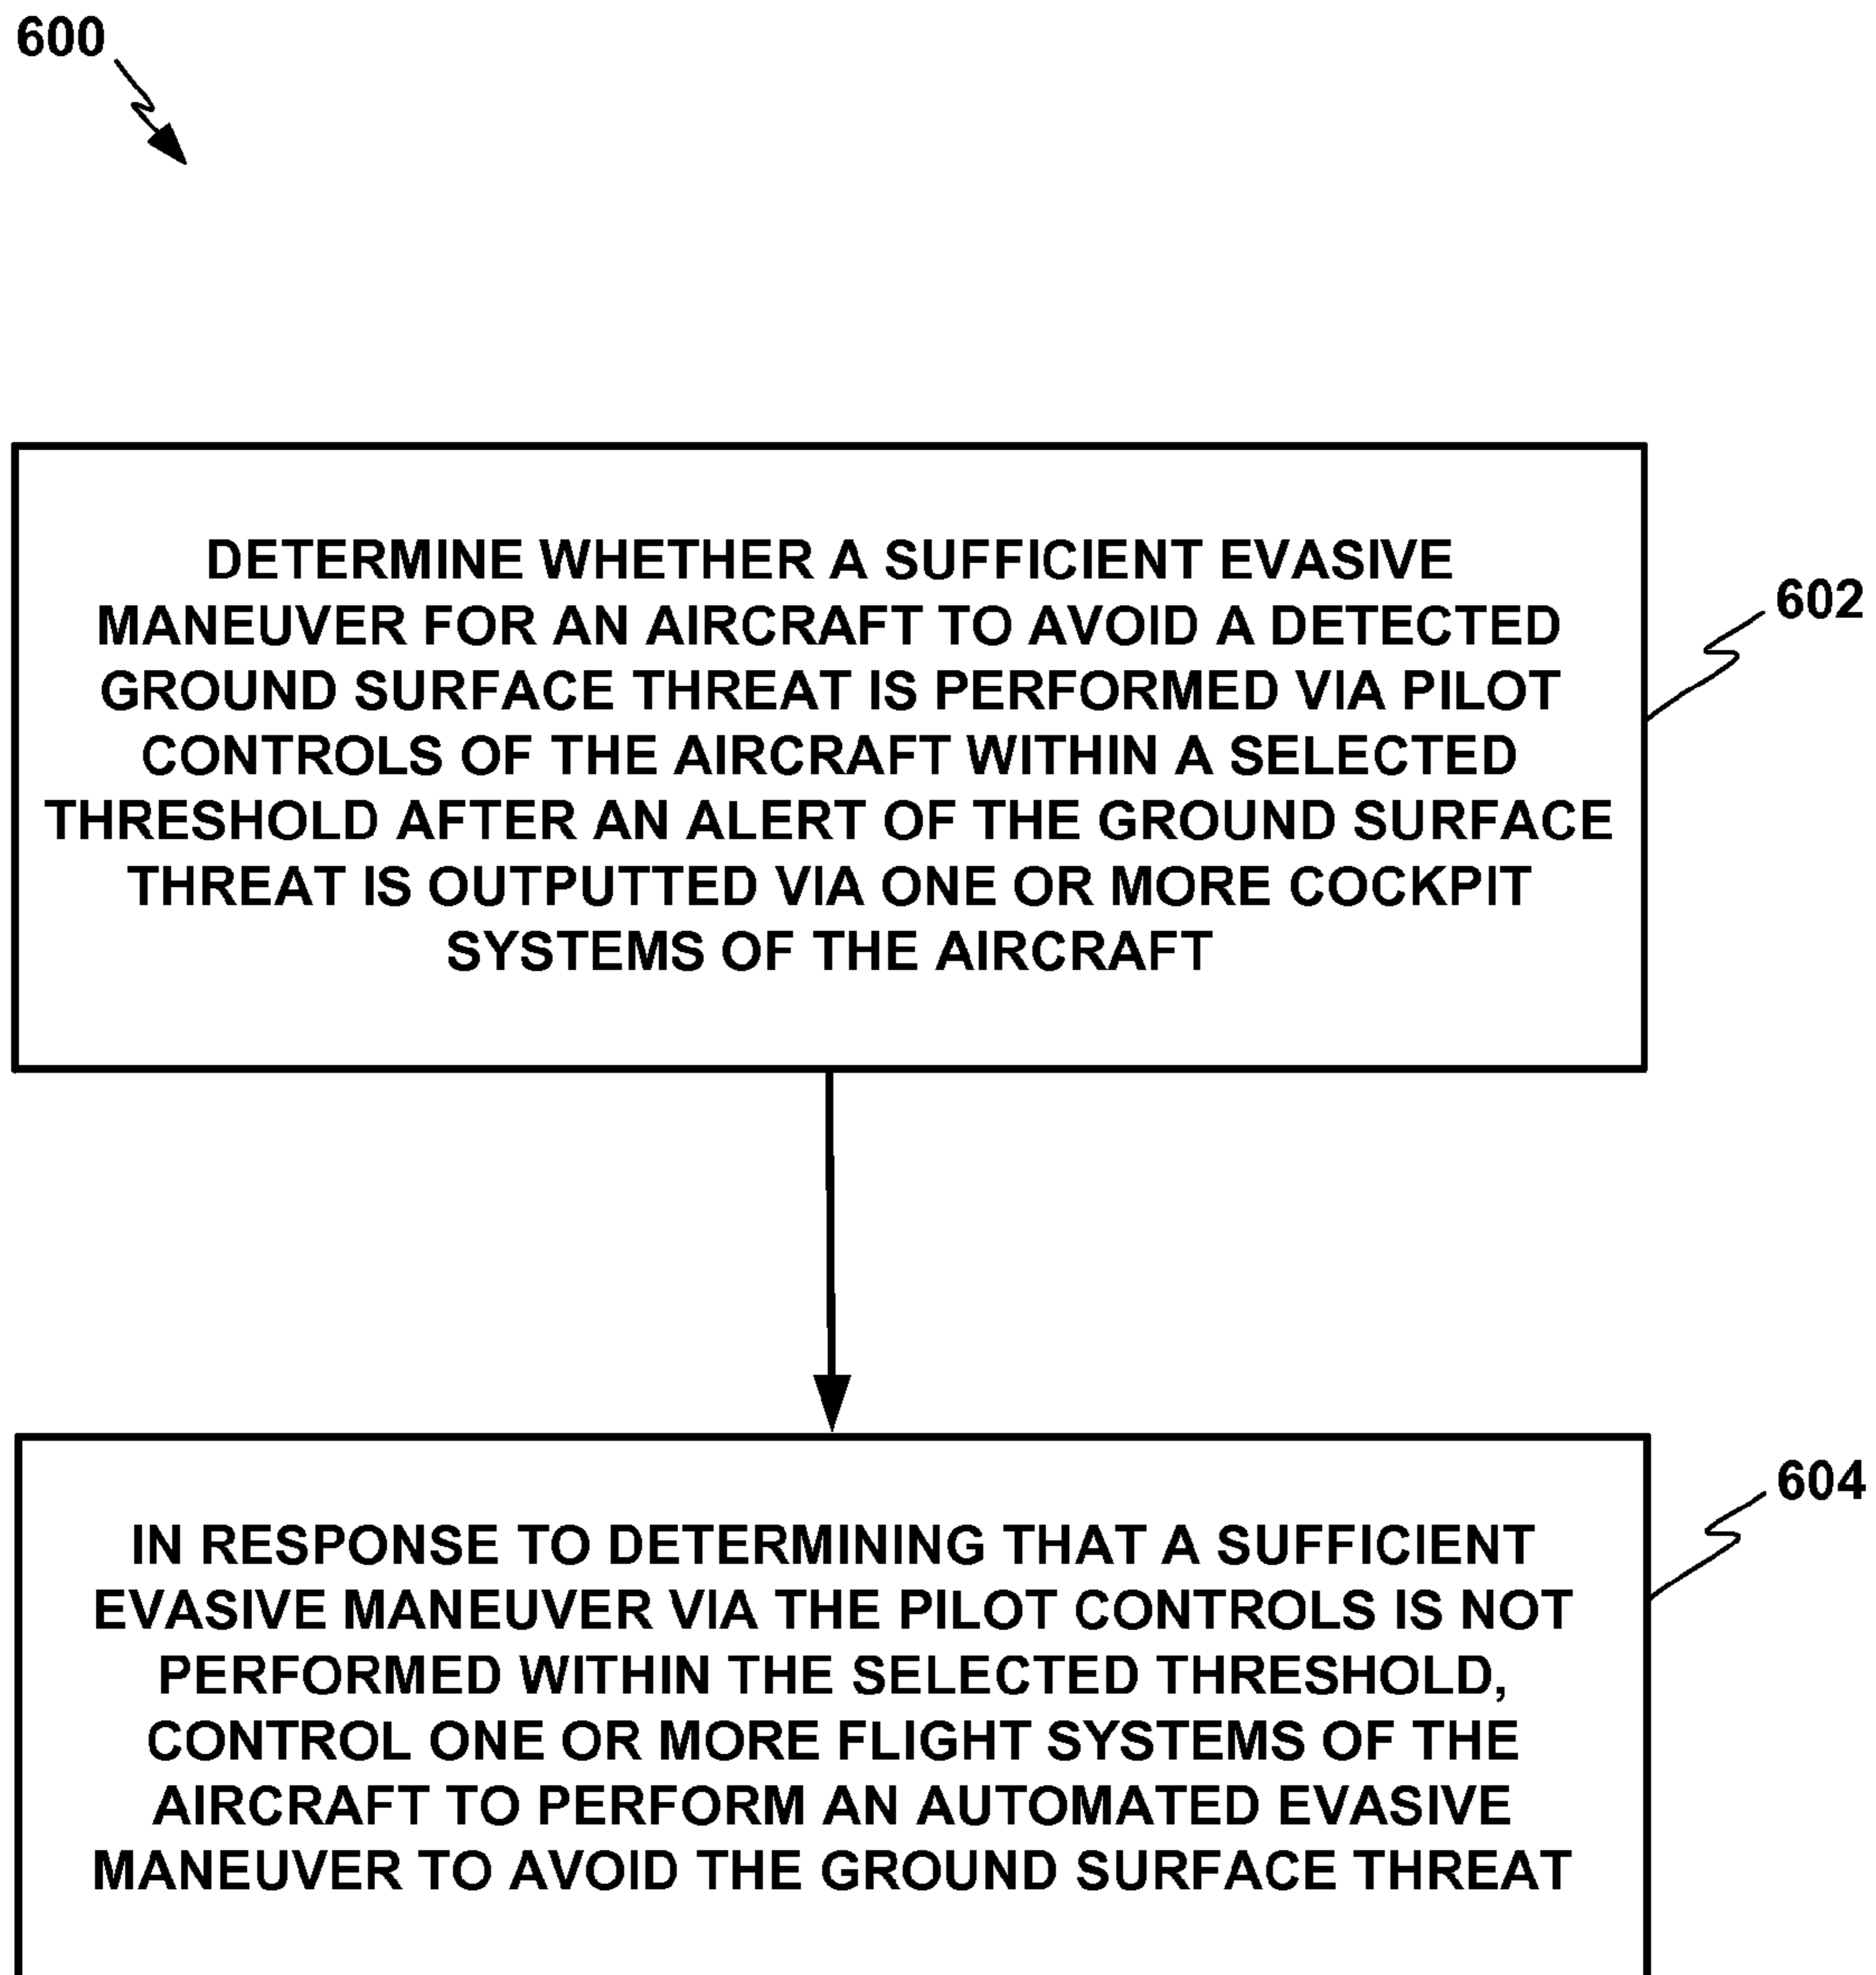 600
DETERMINE WHETHER A SUFFICIENT EVASIVE
MANEUVER FOR AN AIRCRAFT TO AVOID A DETECTED
GROUND SURFACE THREAT IS PERFORMED VIA PILOT
CONTROLS OF THE AIRCRAFT WITHIN A SELECTED
THRESHOLD AFTER AN ALERT OF THE GROUND SURFACE
THREAT IS OUTPUTTED VIA ONE OR MORE COCKPIT
SYSTEMS OF THE AIRCRAFT
602
IN RESPONSE TO DETERMINING THAT A SUFFICIENT
EVASIVE MANEUVER VIA THE PILOT CONTROLS IS NOT
PERFORMED WITHIN THE SELECTED THRESHOLD,
CONTROL ONE OR MORE FLIGHT SYSTEMS OF THE
AIRCRAFT TO PERFORM AN AUTOMATED EVASIVE
MANEUVER TO AVOID THE GROUND SURFACE THREAT
604